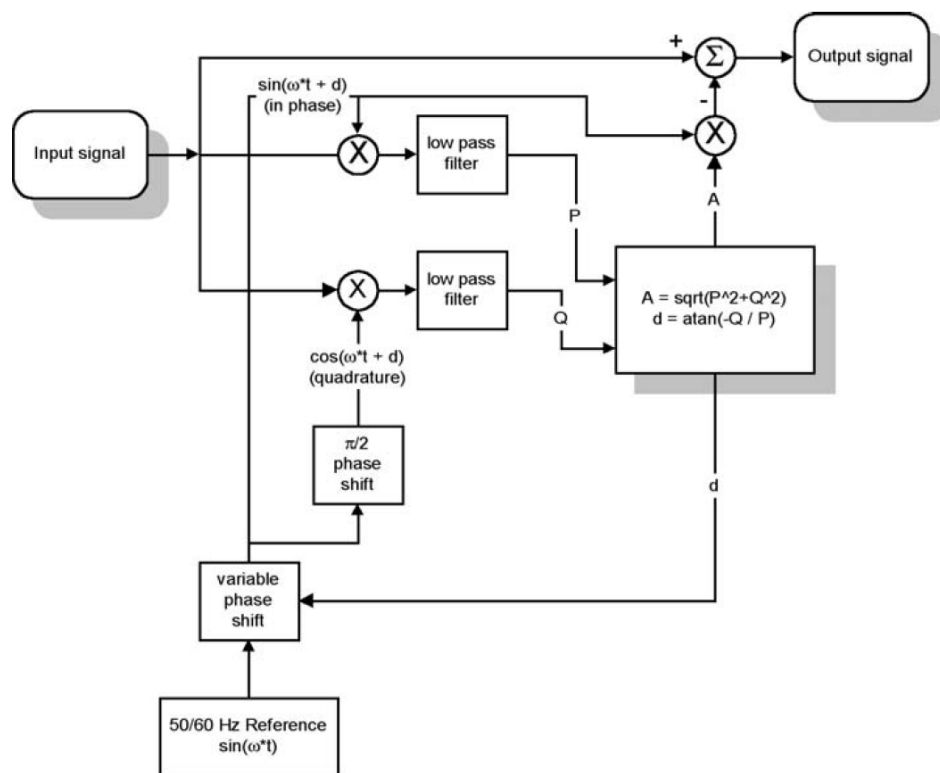 +
Σ
Output signal
sin(ω*t + d)
(in phase)
-
Input signal
X
low pass
filter
X
A
P
X
low pass
filter
A = sqrt(P^2+Q^2)
d = atan(-Q / P)
Q
cos(ω*t + d)
(quadrature)
π/2
phase
shift
d
variable
phase
shift
50/60 Hz Reference
sin(ω*t)